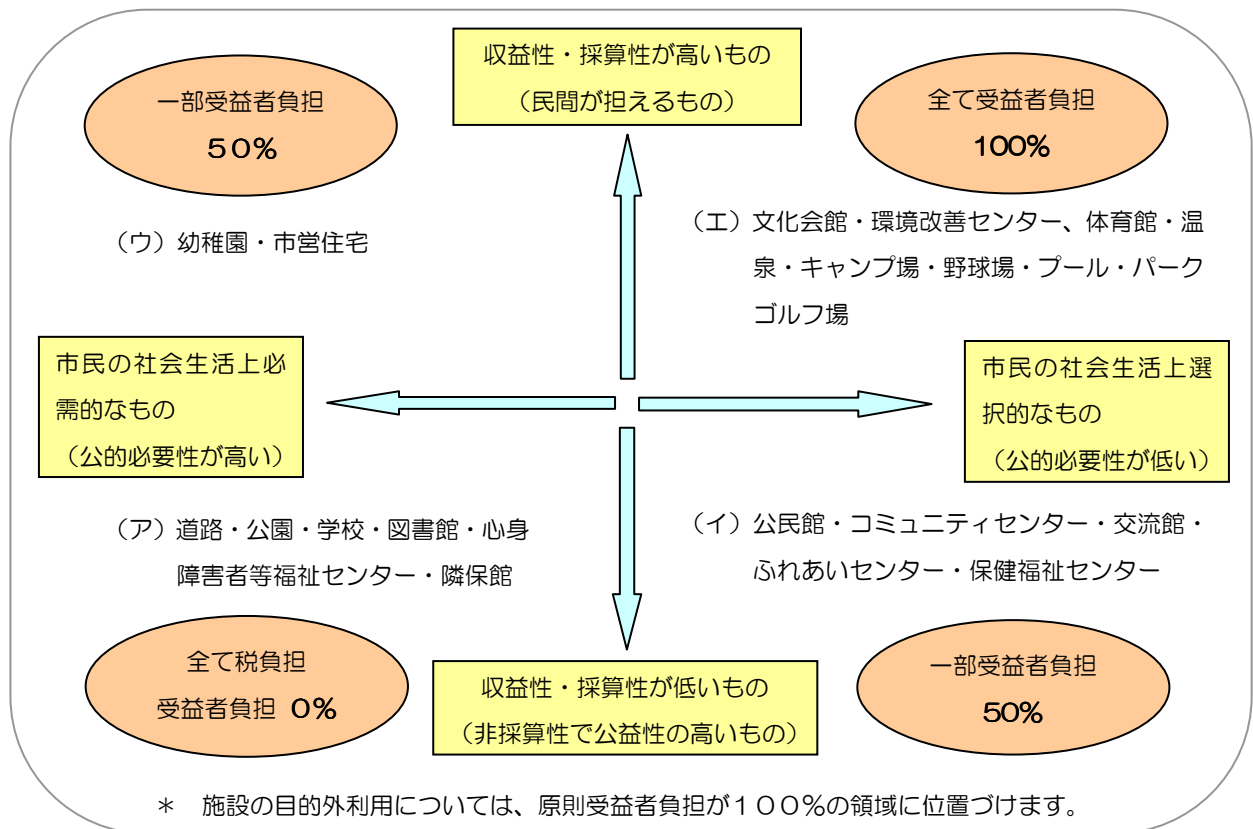 収益性・採算性が高いもの
(民間が担えるもの)
一部受益者負担
50%
全て受益者負担
100%
(ウ)幼稚園・市営住宅
(エ)文化会館・環境改善センター、体育館・温
泉・キャンプ場・野球場・プール・パーク
ゴルフ場
市民の社会生活上必
需的なもの
(公的必要性が高い)
市民の社会生活上選
択的なもの
(公的必要性が低い)
(ア)道路・公園・学校・図書館・心身
障害者等福祉センター・隣保館
(イ)公民館・コミュニティセンター・交流館・
ふれあいセンター・保健福祉センター
全て税負担
受益者負担 0%
収益性・採算性が低いもの
(非採算性で公益性の高いもの)
一部受益者負担
50%
* 施設の目的外利用については、原則受益者負担が100%の領域に位置づけます。